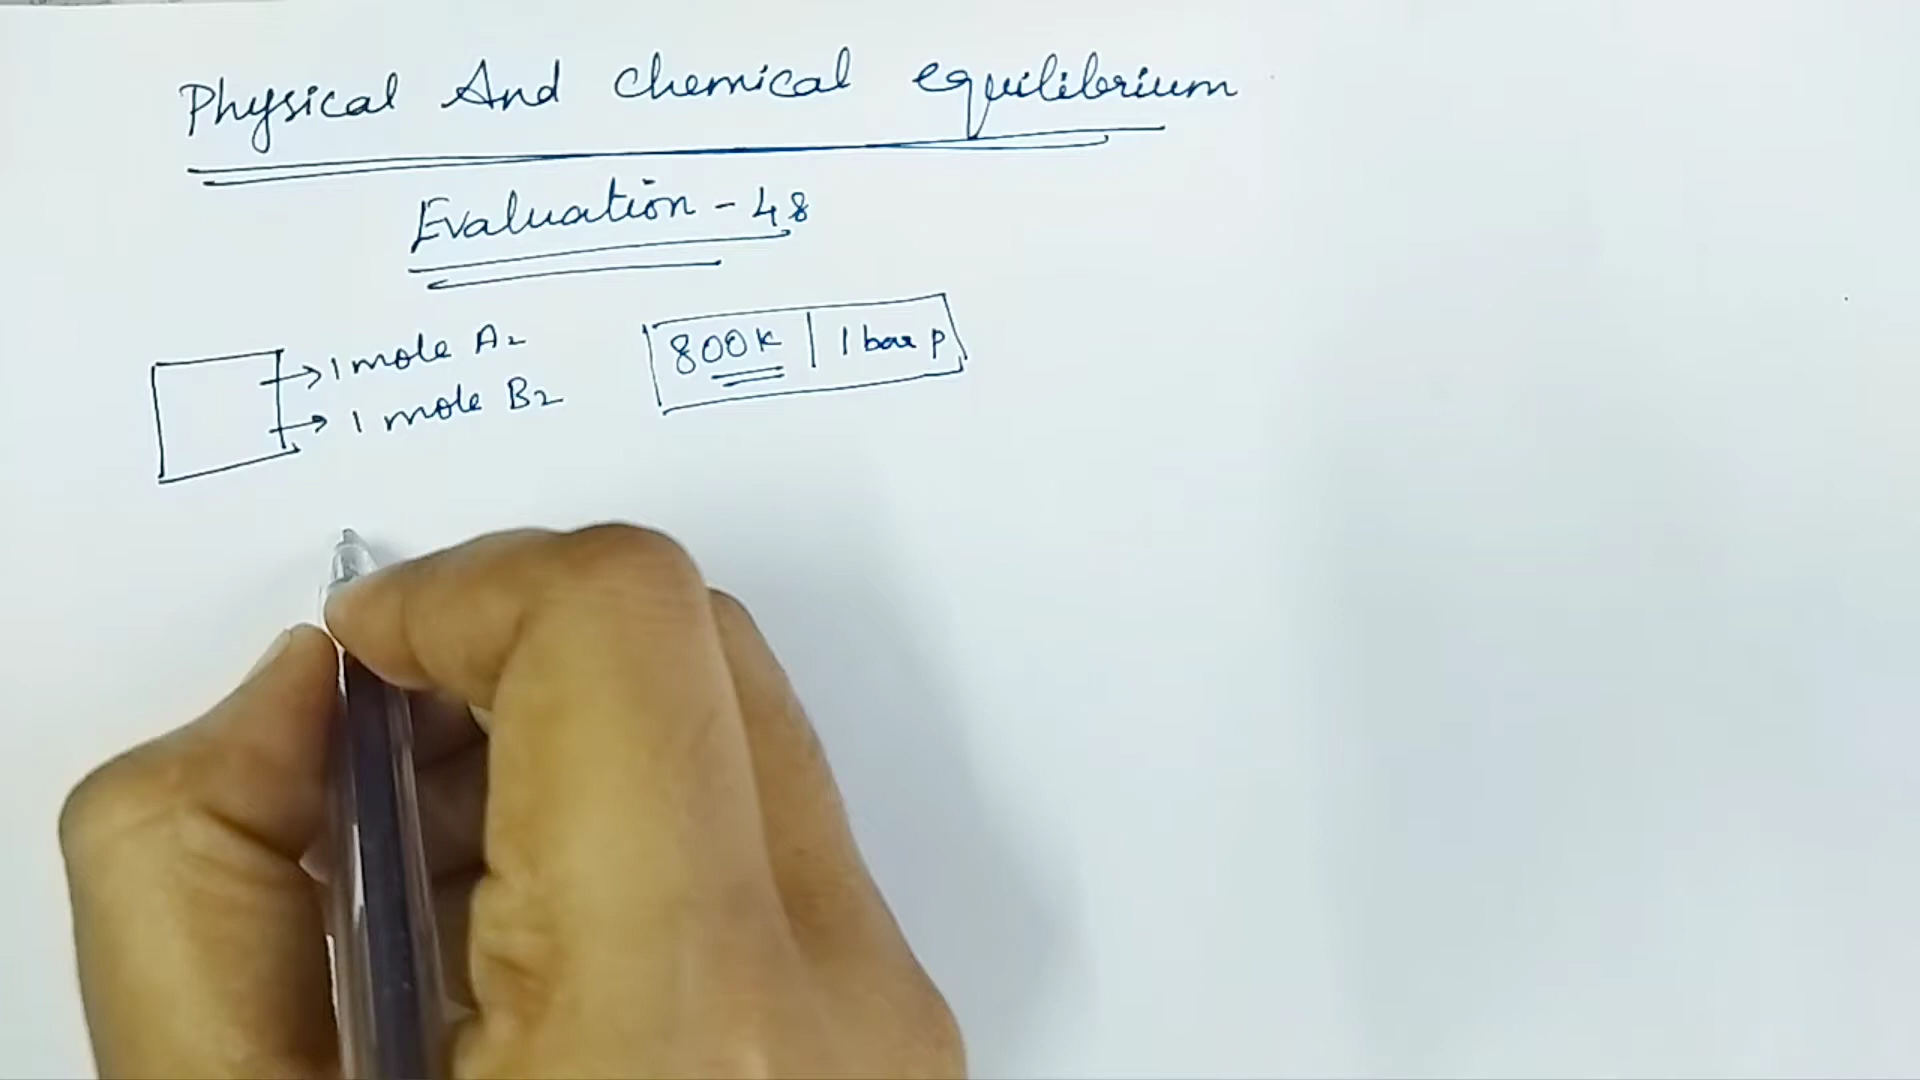 Physical And chemical equilibrium
Evaluation - 48
1 mole A2
1 mole B2
800K | 1 bar P